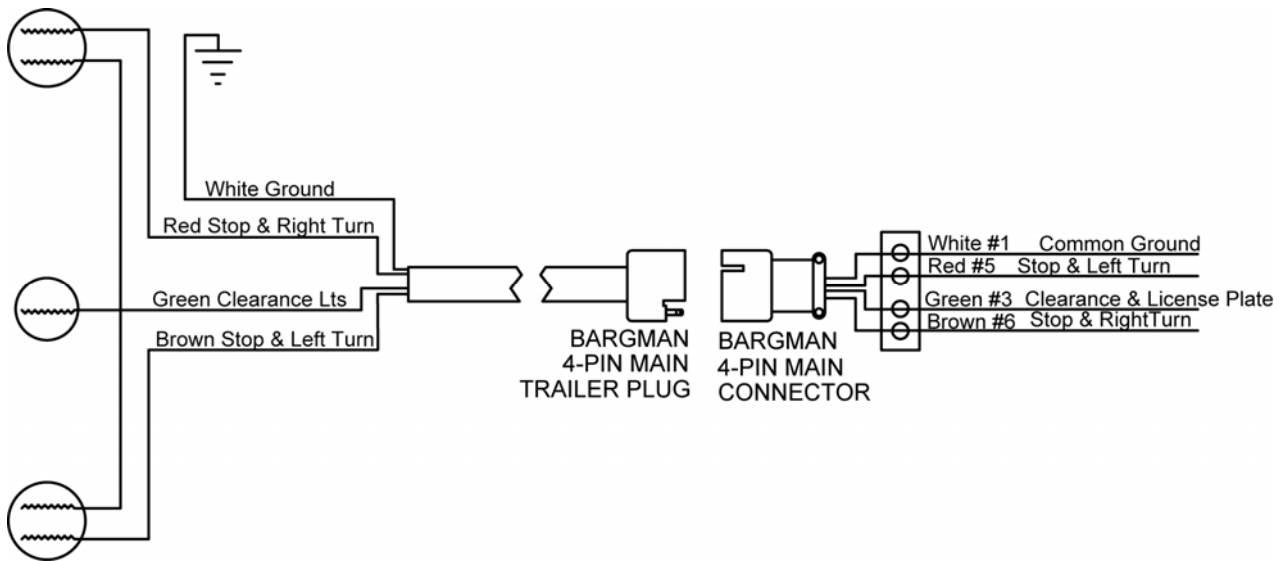 White Ground
Red Stop & Right Turn
Green Clearance Lts
Brown Stop & Left Turn
BARGMAN
4-PIN MAIN
TRAILER PLUG
BARGMAN
4-PIN MAIN
CONNECTOR
White #1 Common Ground
Red #5 Stop & Left Turn
Green #3 Clearance & License Plate
Brown #6 Stop & RightTurn